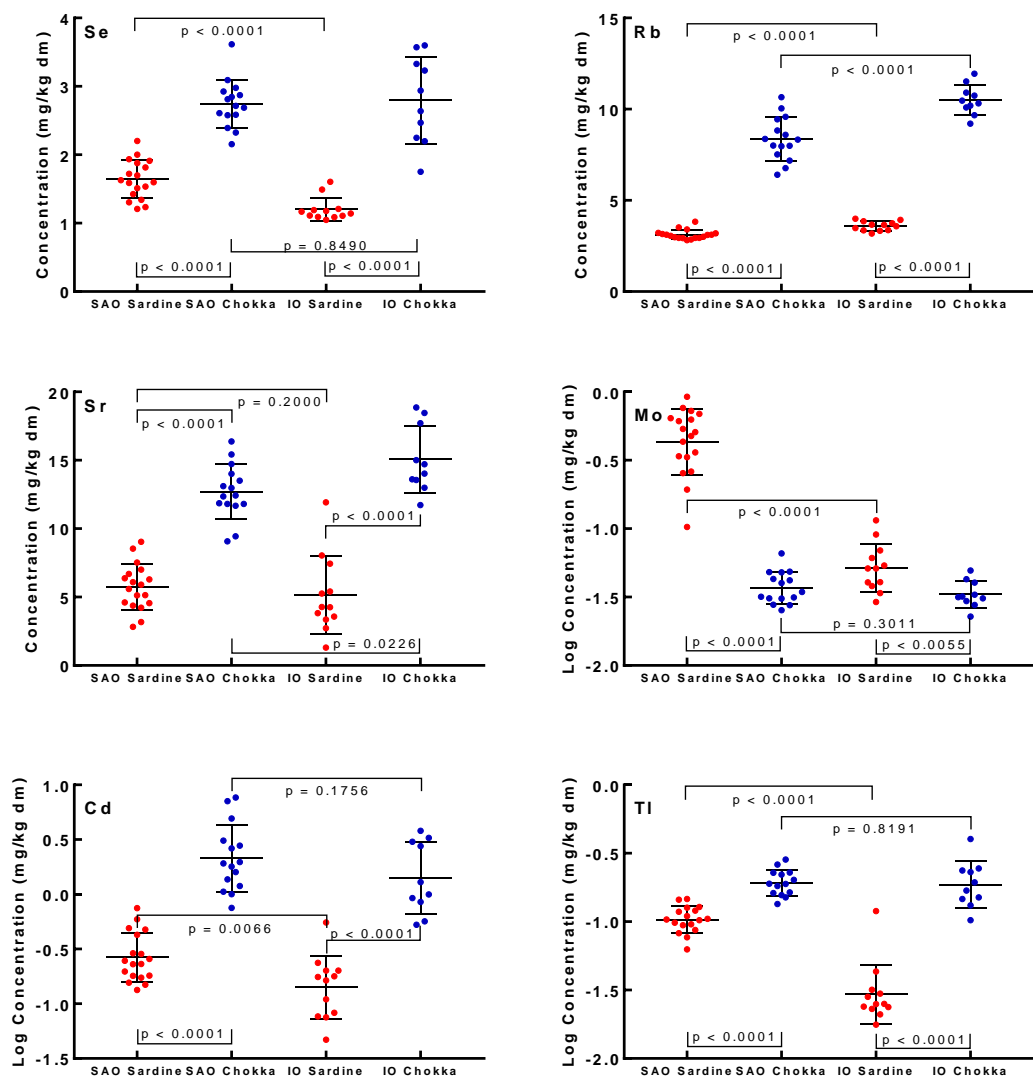 Se
Concentration (mg/kg dm)
4
3
2
1
0
p < 0.0001
p = 0.8490
p < 0.0001
p < 0.0001
SAO Sardine SAO Chokka IO Sardine IO Chokka
Rb
Concentration (mg/kg dm)
15
10
5
0
p < 0.0001
p < 0.0001
p < 0.0001
p < 0.0001
SAO Sardine SAO Chokka IO Sardine IO Chokka
Sr
Concentration (mg/kg dm)
20
15
10
5
0
p = 0.2000
p < 0.0001
p < 0.0001
p = 0.0226
SAO Sardine SAO Chokka IO Sardine IO Chokka
Mo
Log Concentration (mg/kg dm)
0.0
-0.5
-1.0
-1.5
-2.0
p < 0.0001
p = 0.3011
p < 0.0001
p < 0.0055
SAO Sardine SAO Chokka IO Sardine IO Chokka
Cd
Log Concentration (mg/kg dm)
1.0
0.5
0.0
-0.5
-1.0
-1.5
p = 0.1756
p = 0.0066
p < 0.0001
p < 0.0001
SAO Sardine SAO Chokka IO Sardine IO Chokka
Tl
Log Concentration (mg/kg dm)
0.0
-0.5
-1.0
-1.5
-2.0
p < 0.0001
p = 0.8191
p < 0.0001
p < 0.0001
SAO Sardine SAO Chokka IO Sardine IO Chokka